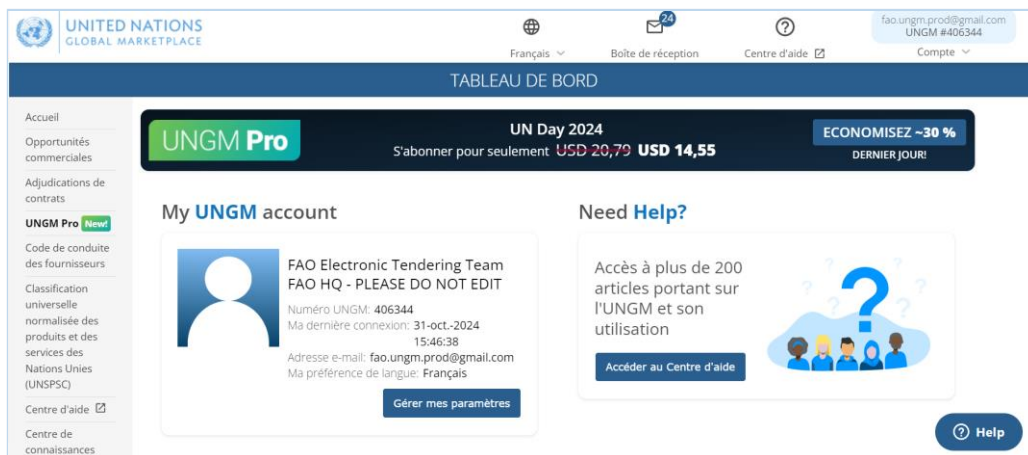 UNITED NATIONS
GLOBAL MARKETPLACE
Français
24
Boîte de réception
Centre d'aide
fao.ungm.prod@gmail.com
UNGM #406344
Compte
TABLEAU DE BORD
Accueil
Opportunités
commerciales
Adjudications de
contrats
UNGM Pro New!
Code de conduite
des fournisseurs
Classification
universelle
normalisée des
produits et des
services des
Nations Unies
(UNSPSC)
Centre d'aide
Centre de
connaissances
UNGM Pro
UN Day 2024
S'abonner pour seulement USD 20,79 USD 14,55
ECONOMISEZ ~30 %
DERNIER JOUR!
My UNGM account
FAO Electronic Tendering Team
FAO HQ - PLEASE DO NOT EDIT
Numéro UNGM: 406344
Ma dernière connexion: 31-oct.-2024
15:46:38
Adresse e-mail: fao.ungm.prod@gmail.com
Ma préférence de langue: Français
Gérer mes paramètres
Need Help?
Accès à plus de 200
articles portant sur
l'UNGM et son
utilisation
Accéder au Centre d'aide
? Help